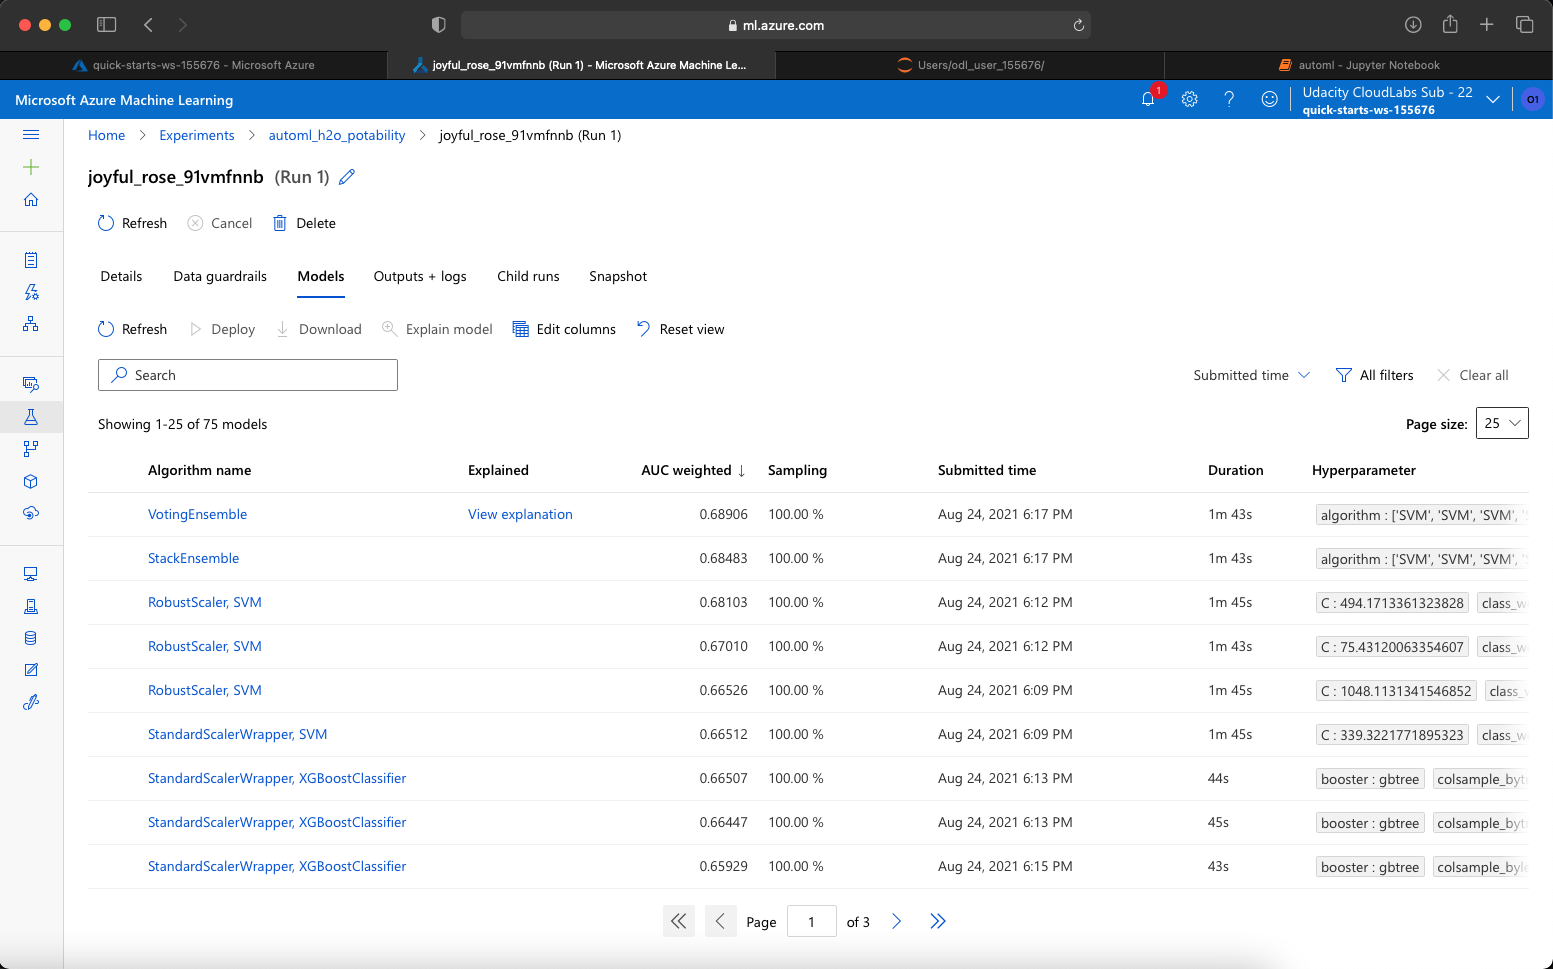 ml.azure.com
quick-starts-ws-155676 - Microsoft Azure
joyful_rose_91vmfnnb (Run 1) - Microsoft Azure Machine Le...
Users/odl_user_155676/
automl - Jupyter Notebook
Microsoft Azure Machine Learning
1
Udacity CloudLabs Sub - 22
quick-starts-ws-155676
O1
Home > Experiments > automl_h2o_potability > joyful_rose_91vmfnnb (Run 1)
joyful_rose_91vmfnnb (Run 1)
Refresh Cancel Delete
Details Data guardrails Models Outputs + logs Child runs Snapshot
Refresh Deploy Download Explain model Edit columns Reset view
Search
Submitted time All filters Clear all
Showing 1-25 of 75 models
Page size: 25
Algorithm name Explained AUC weighted ↓ Sampling Submitted time Duration Hyperparameter
VotingEnsemble View explanation 0.68906 100.00 % Aug 24, 2021 6:17 PM 1m 43s algorithm : ['SVM', 'SVM', 'SVM', 'S
StackEnsemble 0.68483 100.00 % Aug 24, 2021 6:17 PM 1m 43s algorithm : ['SVM', 'SVM', 'SVM', 'S
RobustScaler, SVM 0.68103 100.00 % Aug 24, 2021 6:12 PM 1m 45s C : 494.1713361323828 class_w
RobustScaler, SVM 0.67010 100.00 % Aug 24, 2021 6:12 PM 1m 43s C : 75.43120063354607 class_w
RobustScaler, SVM 0.66526 100.00 % Aug 24, 2021 6:09 PM 1m 45s C : 1048.1131341546852 class_
StandardScalerWrapper, SVM 0.66512 100.00 % Aug 24, 2021 6:09 PM 1m 45s C : 339.3221771895323 class_w
StandardScalerWrapper, XGBoostClassifier 0.66507 100.00 % Aug 24, 2021 6:13 PM 44s booster : gbtree colsample_byt
StandardScalerWrapper, XGBoostClassifier 0.66447 100.00 % Aug 24, 2021 6:13 PM 45s booster : gbtree colsample_byt
StandardScalerWrapper, XGBoostClassifier 0.65929 100.00 % Aug 24, 2021 6:15 PM 43s booster : gbtree colsample_byle
Page 1 of 3